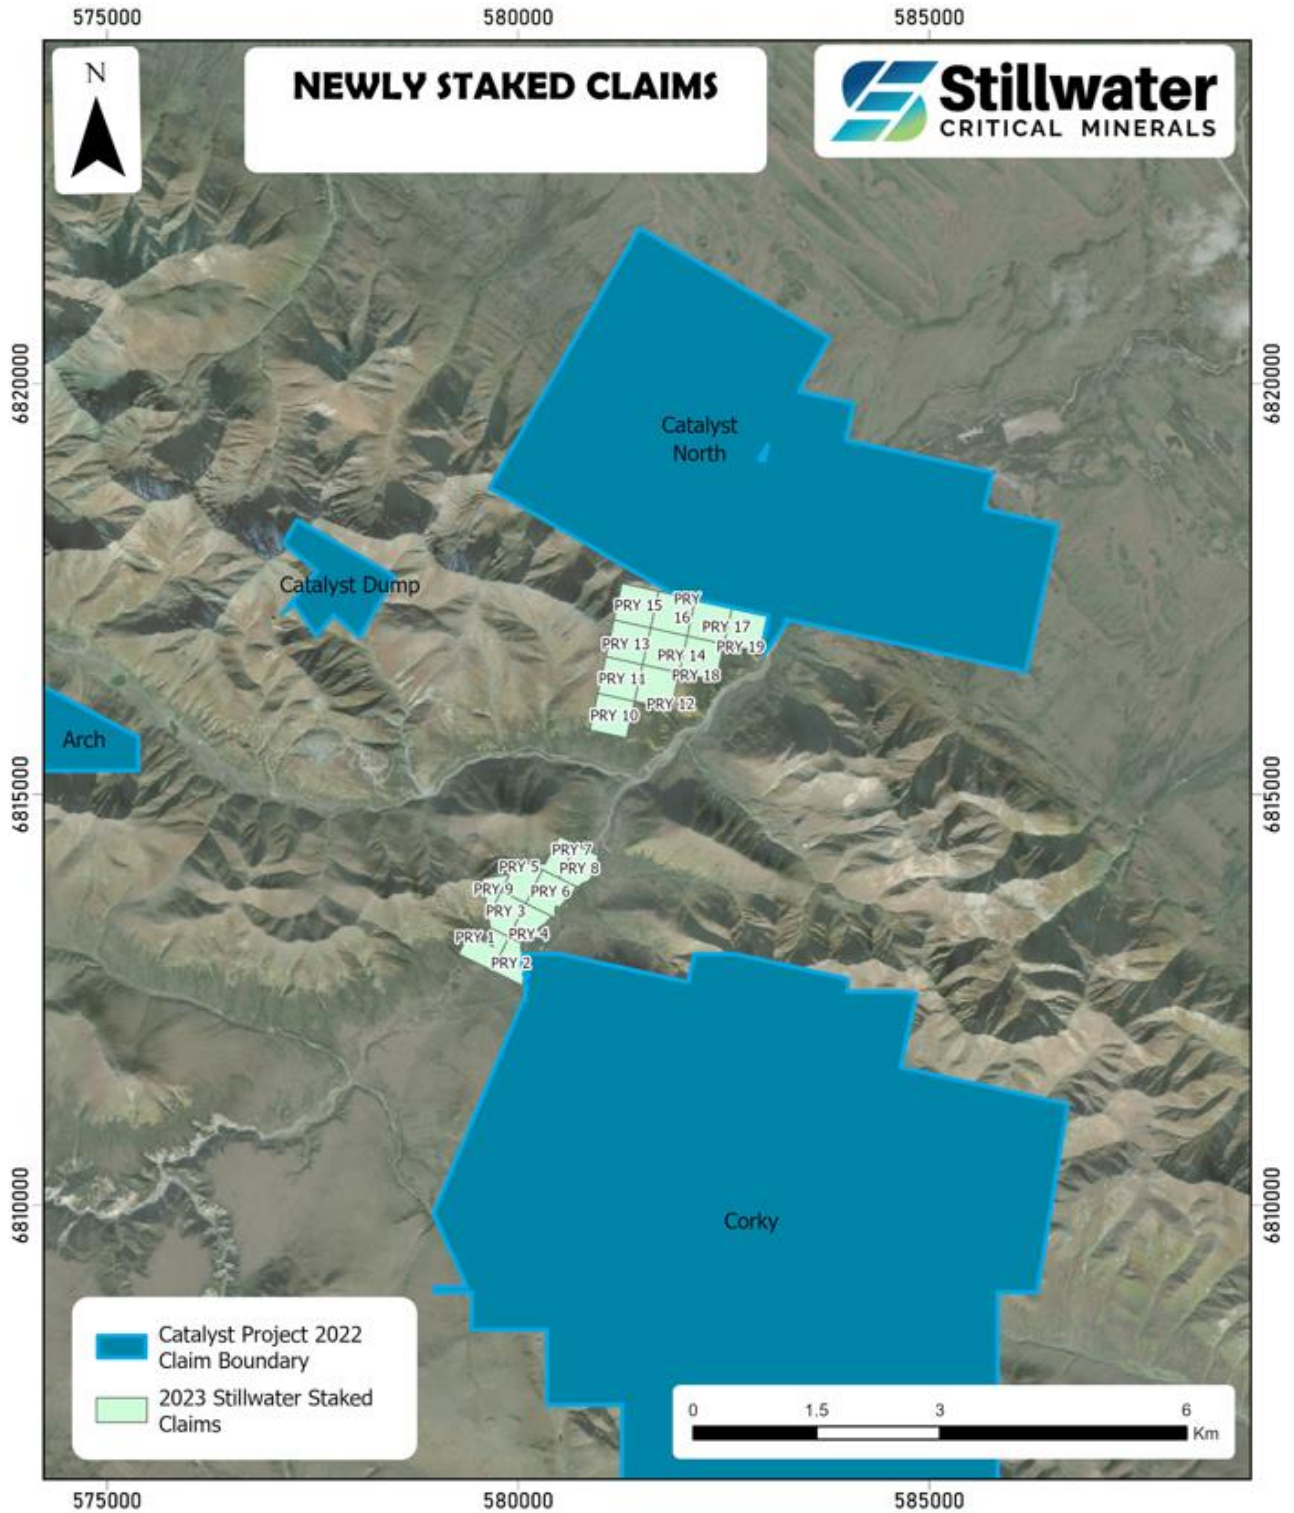 575000
580000
585000
N
NEWLY STAKED CLAIMS
Stillwater
CRITICAL MINERALS
6820000
6820000
Catalyst
North
Catalyst Dump
PRY 15
PRY
16
PRY 17
PRY 13
PRY 14
PRY 19
PRY 11
PRY 18
PRY 12
PRY 10
Arch
6815000
6815000
PRY 7
PRY 5
PRY 8
PRY 9
PRY 6
PRY 3
PRY 1
PRY 4
PRY 2
6810000
6810000
Corky
Catalyst Project 2022
Claim Boundary
2023 Stillwater Staked
Claims
0 1.5 3 6
Km
575000
580000
585000